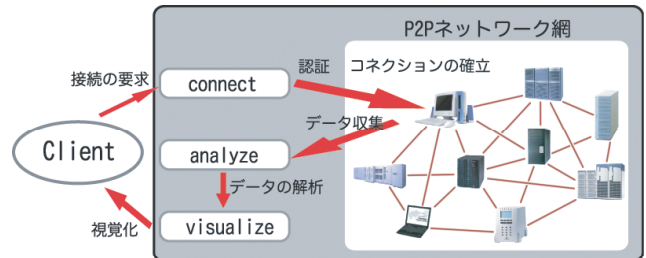 P2Pネットワーク網
接続の要求
connect
認証
コネクションの確立
データ収集
Client
analyze
データの解析
視覚化
visualize